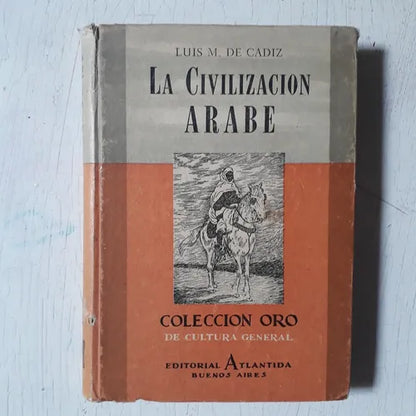 LUIS M. DE CADIZ
LA CIVILIZACION
ARABE
COLECCION ORO
DE CULTURA GENERAL
EDITORIAL ATLANTIDA
BUENOS AIRES